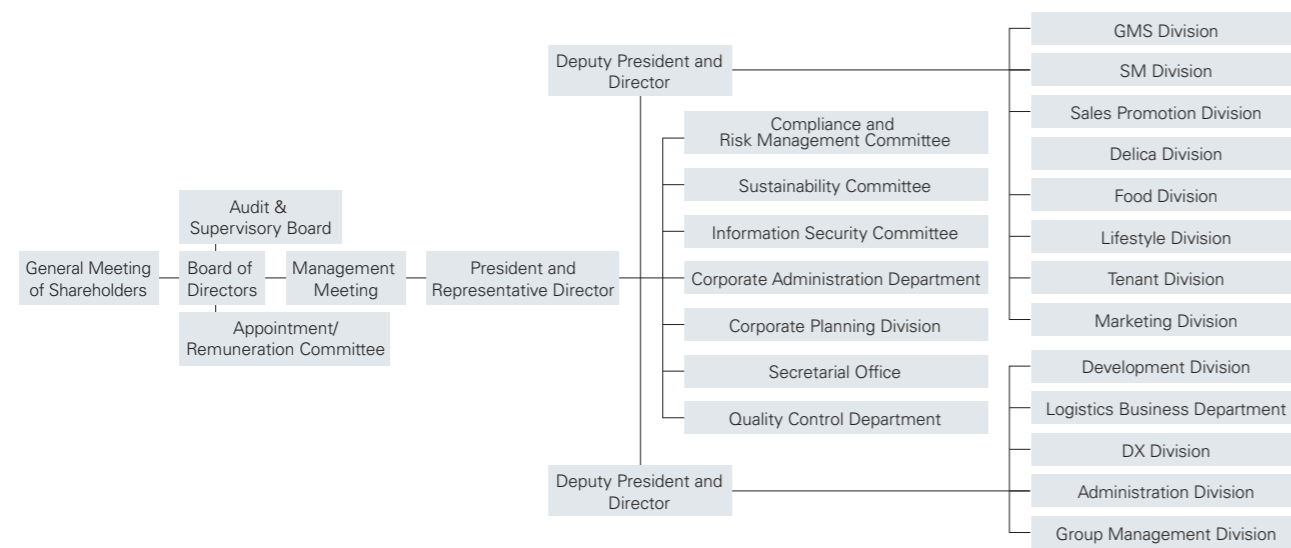 General Meeting
of Shareholders
Audit &
Supervisory Board
Board of
Directors
Appointment/
Remuneration Committee
Management
Meeting
President and
Representative Director
Deputy President and
Director
Compliance and
Risk Management Committee
Sustainability Committee
Information Security Committee
Corporate Administration Department
Corporate Planning Division
Secretarial Office
Quality Control Department
Deputy President and
Director
GMS Division
SM Division
Sales Promotion Division
Delica Division
Food Division
Lifestyle Division
Tenant Division
Marketing Division
Development Division
Logistics Business Department
DX Division
Administration Division
Group Management Division